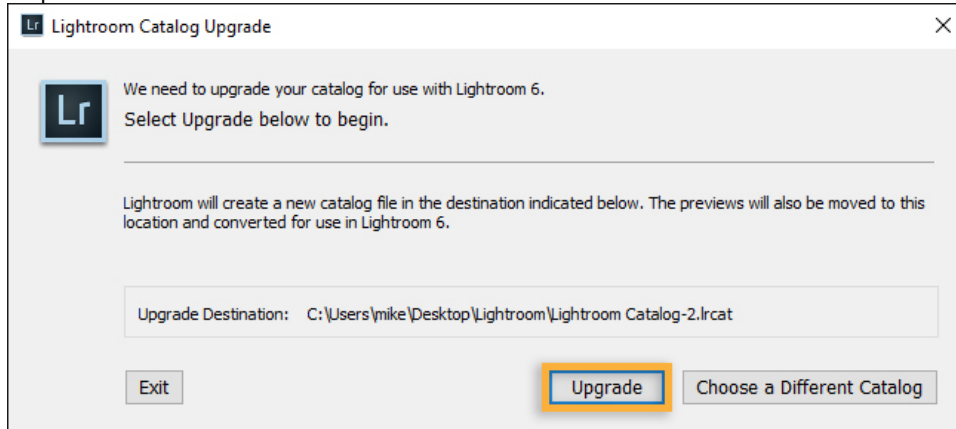 Lr Lightroom Catalog Upgrade
Lr
We need to upgrade your catalog for use with Lightroom 6.
Select Upgrade below to begin.
Lightroom will create a new catalog file in the destination indicated below. The previews will also be moved to this
location and converted for use in Lightroom 6.
Upgrade Destination: C:\Users\mike\Desktop\Lightroom\Lightroom Catalog-2.lrcat
Exit Upgrade Choose a Different Catalog